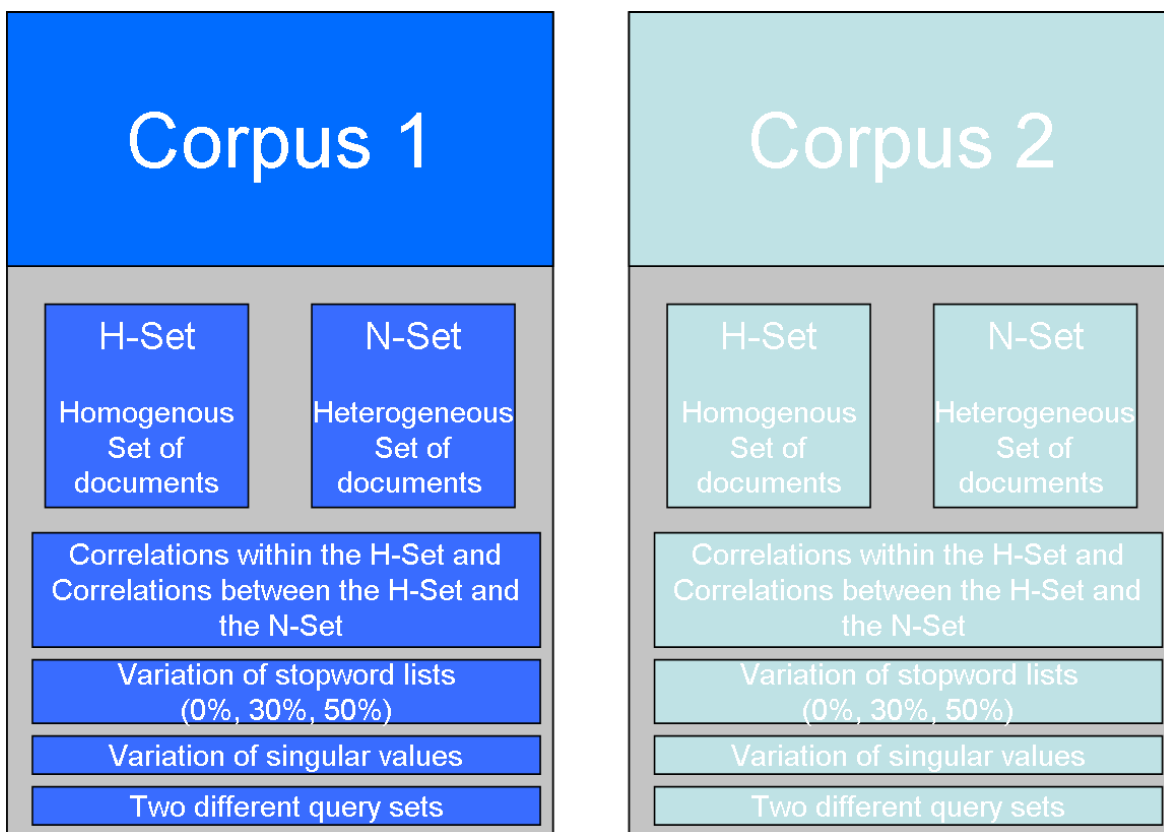 Corpus 1
H-Set
Homogenous
Set of
documents
N-Set
Heterogeneous
Set of
documents
Correlations within the H-Set and
Correlations between the H-Set and
the N-Set
Variation of stopword lists
(0%, 30%, 50%)
Variation of singular values
Two different query sets
Corpus 2
H-Set
Homogenous
Set of
documents
N-Set
Heterogeneous
Set of
documents
Correlations within the H-Set and
Correlations between the H-Set and
the N-Set
Variation of stopword lists
(0%, 30%, 50%)
Variation of singular values
Two different query sets